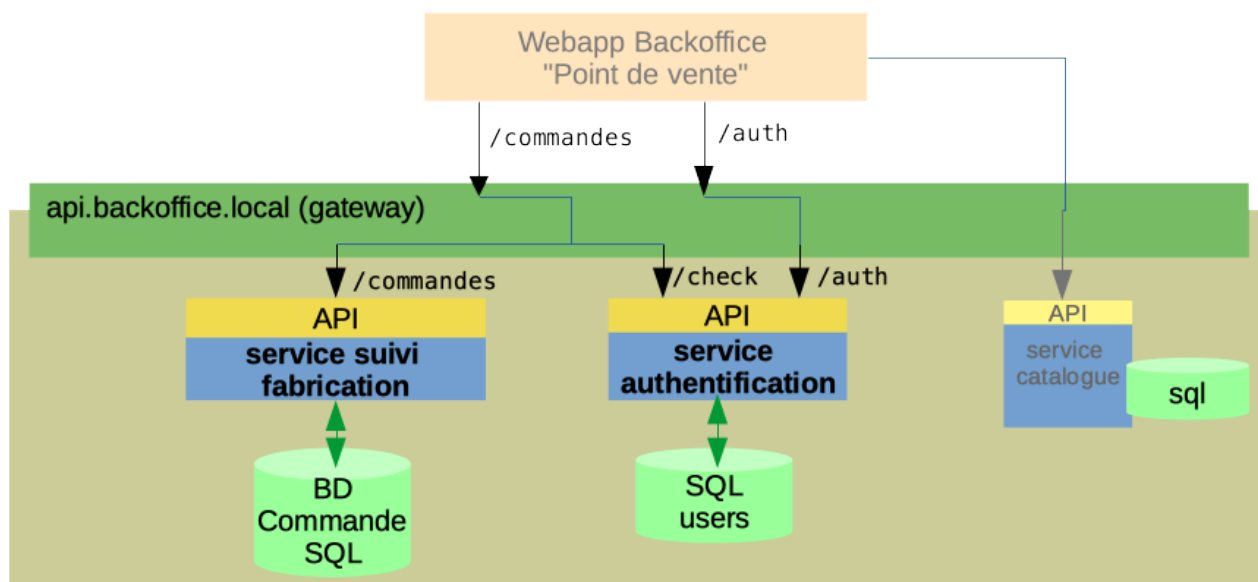 Webapp Backoffice
"Point de vente"
/commandes
/auth
api.backoffice.local (gateway)
/commandes
/check
/auth
API
service suivi
fabrication
API
service
authentification
API
service
catalogue
sql
BD
Commande
SQL
SQL
users